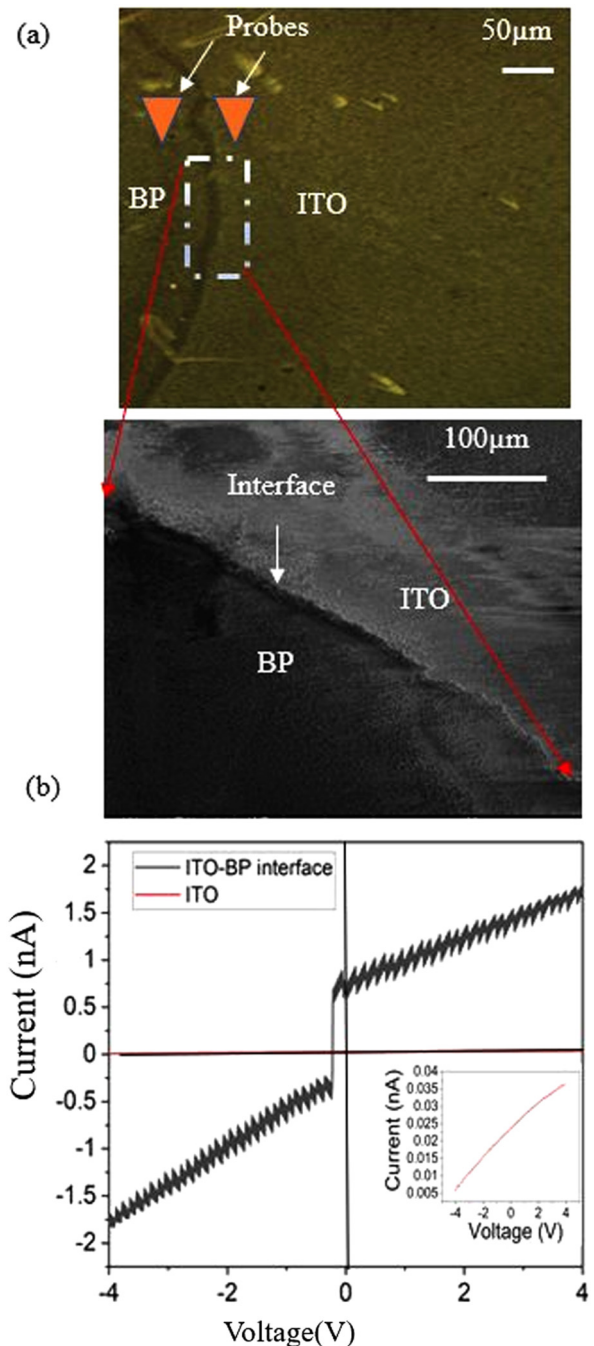 (a)
Probes
50μm
BP
ITO
100μm
Interface
ITO
BP
(b)
2
1.5
1
0.5
0
-0.5
-1
-1.5
-2
Current (nA)
ITO-BP interface
ITO
0.04
0.035
0.03
0.025
0.02
0.015
0.01
0.005
Current (nA)
-4 -2 0 2 4
Voltage (V)
-4 -2 0 2 4
Voltage(V)